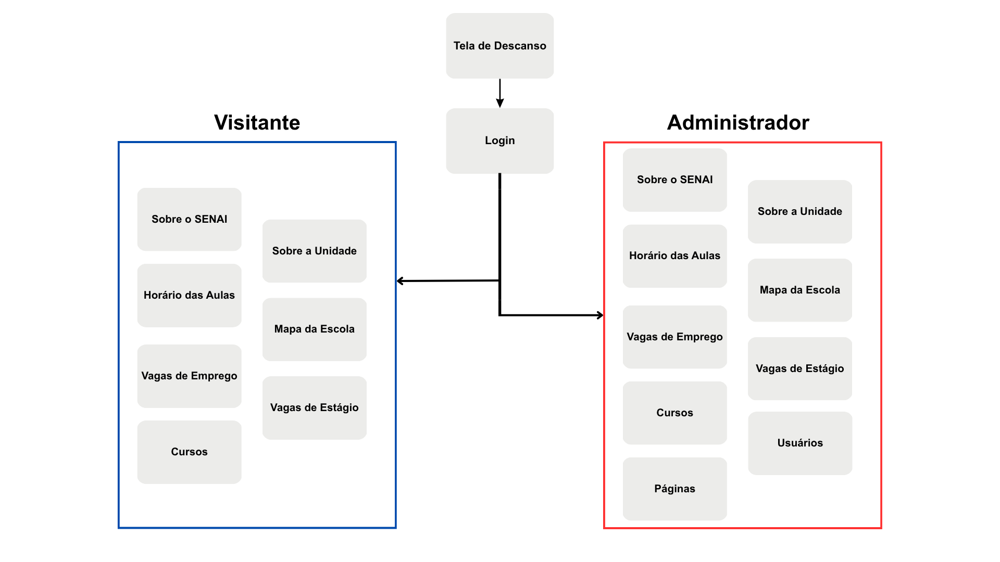 Tela de Descanso
Login
Visitante
Sobre o SENAI
Sobre a Unidade
Horário das Aulas
Mapa da Escola
Vagas de Emprego
Vagas de Estágio
Cursos
Administrador
Sobre o SENAI
Sobre a Unidade
Horário das Aulas
Mapa da Escola
Vagas de Emprego
Vagas de Estágio
Cursos
Usuários
Páginas